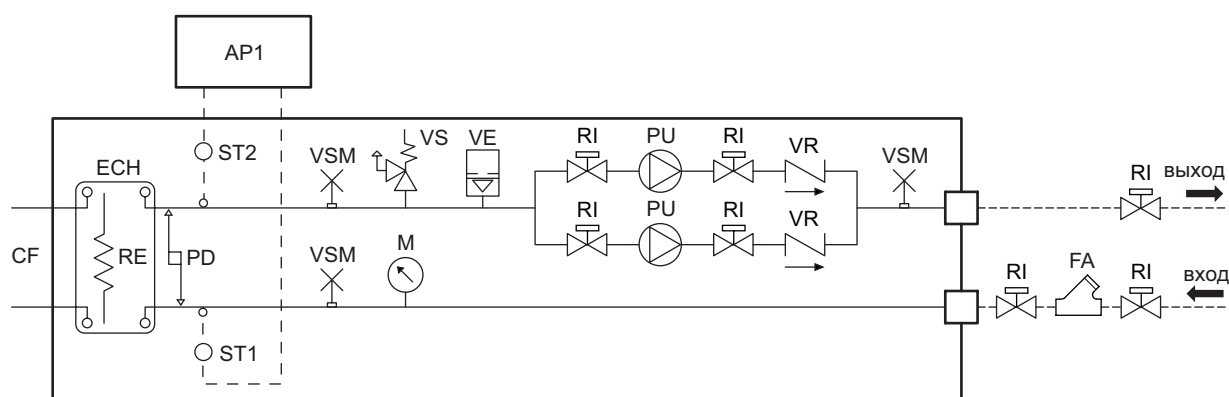 AP1
ST2
ECH
VSM
VS
VE
RI
PU
RI
VR
VSM
RI
выход
CF
RE
PD
VSM
M
RI
PU
RI
VR
RI
FA
RI
вход
ST1